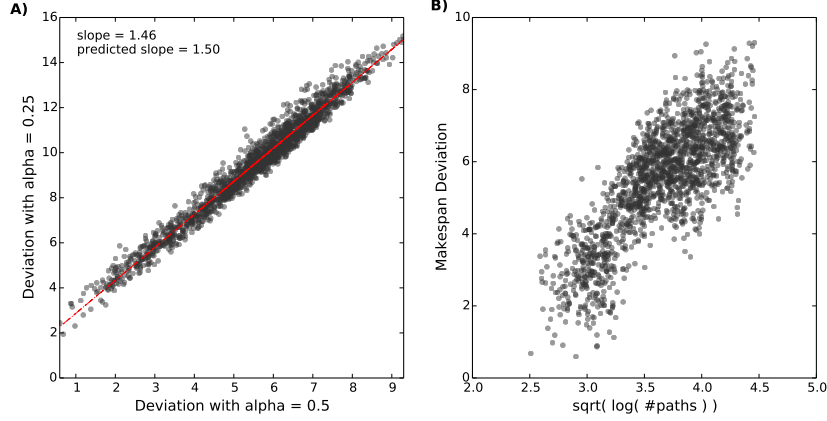 A)
slope = 1.46
predicted slope = 1.50
16
14
12
10
8
6
4
2
0
Deviation with alpha = 0.25
1 2 3 4 5 6 7 8 9
Deviation with alpha = 0.5
B)
10
8
6
4
2
0
Makespan Deviation
2.0 2.5 3.0 3.5 4.0 4.5 5.0
sqrt( log( #paths ) )